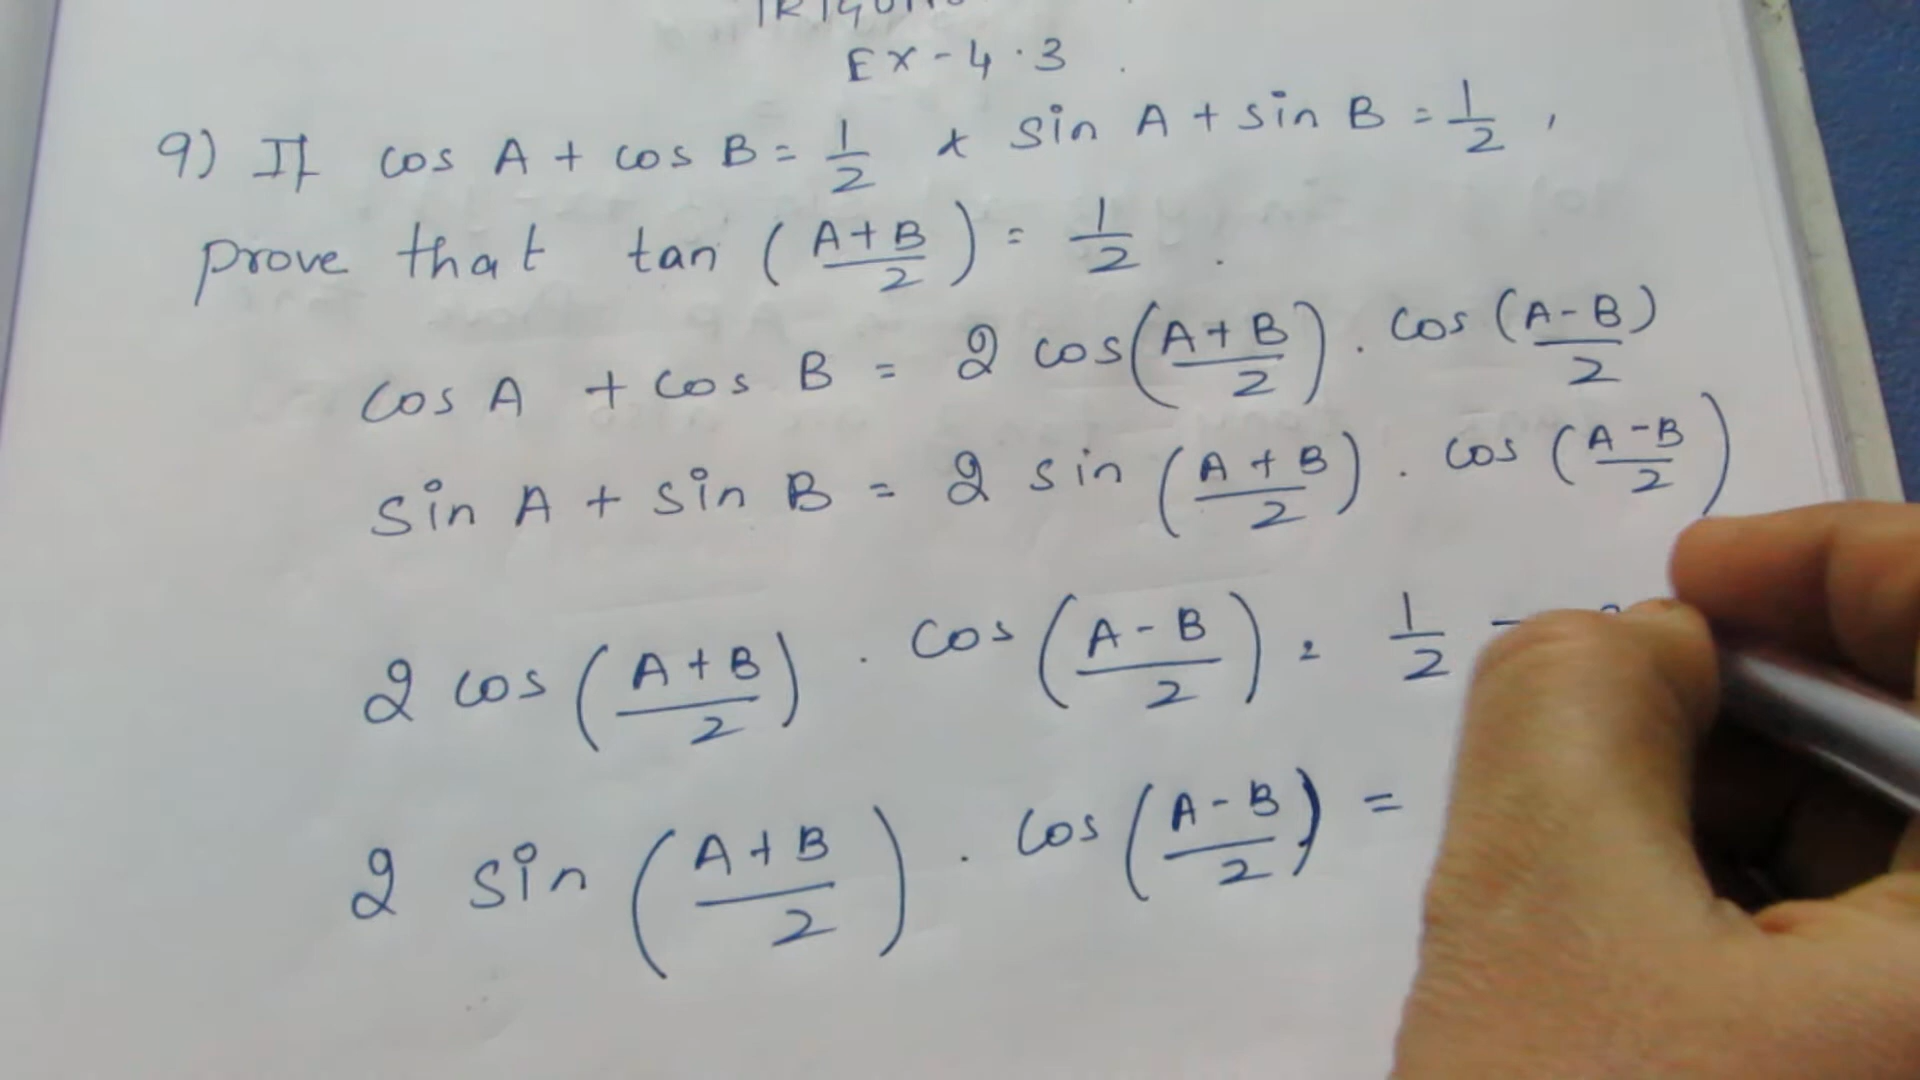 Ex - 4.3
9) If cos A + cos B = 1/2 & sin A + sin B = 1/2,
prove that tan (A+B/2) = 1/2.
cos A + cos B = 2 cos(A+B/2) . cos (A-B)/2
sin A + sin B = 2 sin (A+B/2) . cos (A-B/2)
2 cos (A+B/2) . cos (A-B/2) = 1/2
2 sin (A+B/2) . cos (A-B/2) =